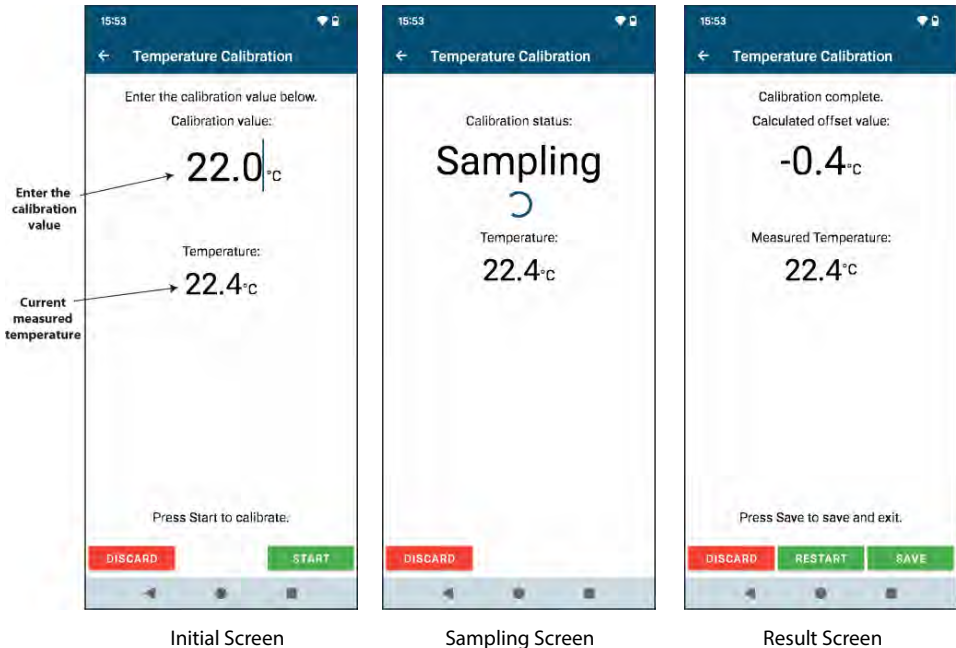 15:53
Temperature Calibration
Enter the calibration value below.
Calibration value:
22.0°C
Enter the
calibration
value
Temperature:
22.4°C
Current
measured
temperature
Press Start to calibrate.
DISCARD
START
Initial Screen
15:53
Temperature Calibration
Calibration status:
Sampling
Temperature:
22.4°C
DISCARD
Sampling Screen
15:53
Temperature Calibration
Calibration complete.
Calculated offset value:
-0.4°C
Measured Temperature:
22.4°C
Press Save to save and exit.
DISCARD
RESTART
SAVE
Result Screen